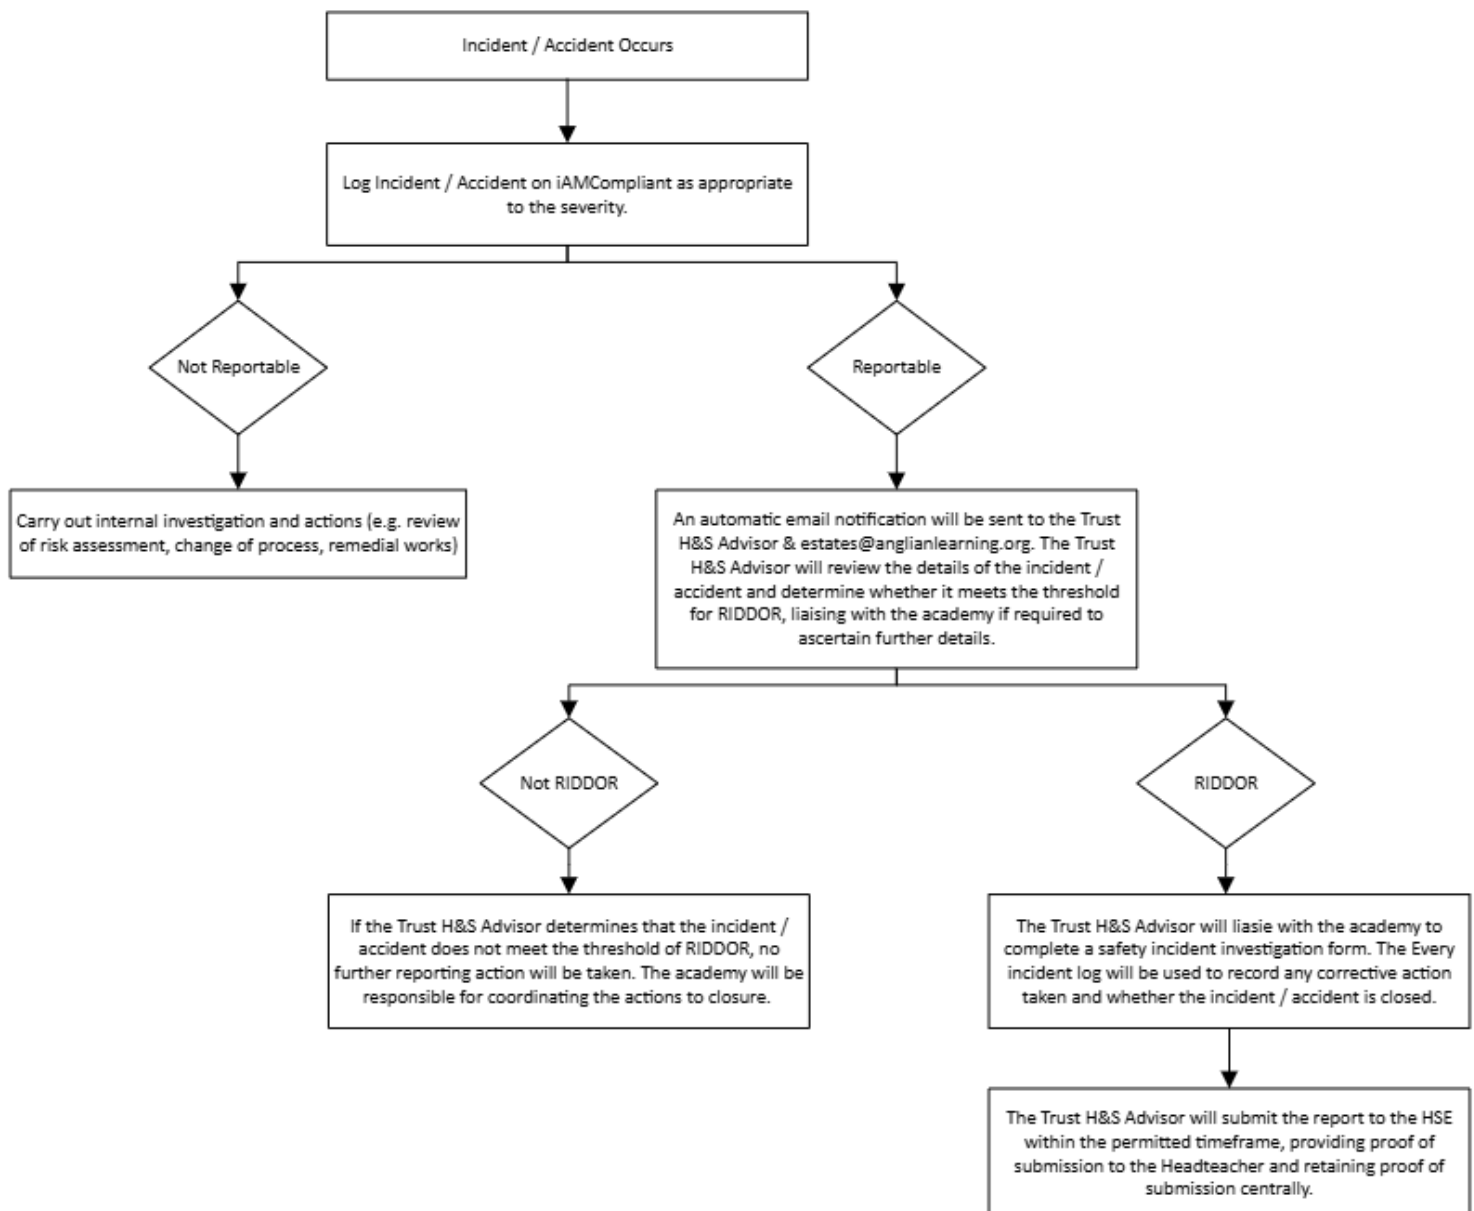 Incident / Accident Occurs
Log Incident / Accident on iAMCompliant as appropriate
to the severity.
Not Reportable
Reportable
Carry out internal investigation and actions (e.g. review
of risk assessment, change of process, remedial works)
An automatic email notification will be sent to the Trust
H&S Advisor & estates@anglianlearning.org. The Trust
H&S Advisor will review the details of the incident /
accident and determine whether it meets the threshold
for RIDDOR, liaising with the academy if required to
ascertain further details.
Not RIDDOR
RIDDOR
If the Trust H&S Advisor determines that the incident /
accident does not meet the threshold of RIDDOR, no
further reporting action will be taken. The academy will be
responsible for coordinating the actions to closure.
The Trust H&S Advisor will liasie with the academy to
complete a safety incident investigation form. The Every
incident log will be used to record any corrective action
taken and whether the incident / accident is closed.
The Trust H&S Advisor will submit the report to the HSE
within the permitted timeframe, providing proof of
submission to the Headteacher and retaining proof of
submission centrally.